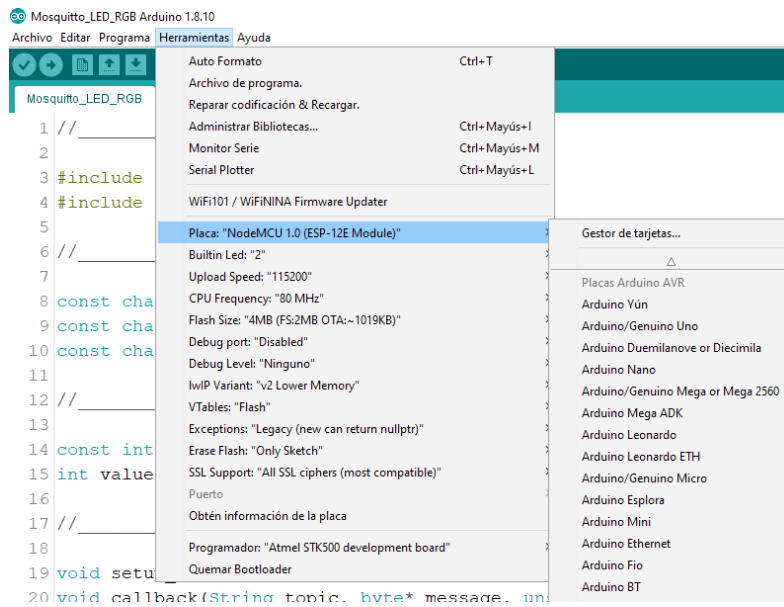 Mosquitto_LED_RGB Arduino 1.8.10
Archivo Editar Programa Herramientas Ayuda
Mosquitto_LED_RGB
Auto Formato Ctrl+T
Archivo de programa.
Reparar codificación & Recargar.
Administrar Bibliotecas... Ctrl+Mayús+I
Monitor Serie Ctrl+Mayús+M
Serial Plotter Ctrl+Mayús+L
WiFi101 / WiFiNINA Firmware Updater
Placa: "NodeMCU 1.0 (ESP-12E Module)"
Builtin Led: "2"
Upload Speed: "115200"
CPU Frequency: "80 MHz"
Flash Size: "4MB (FS:2MB OTA:~1019KB)"
Debug port: "Disabled"
Debug Level: "Ninguno"
lwIP Variant: "v2 Lower Memory"
VTables: "Flash"
Exceptions: "Legacy (new can return nullptr)"
Erase Flash: "Only Sketch"
SSL Support: "All SSL ciphers (most compatible)"
Puerto
Obtén información de la placa
Programador: "Atmel STK500 development board"
Quemar Bootloader
Gestor de tarjetas...
Placas Arduino AVR
Arduino Yún
Arduino/Genuino Uno
Arduino Duemilanove or Diecimila
Arduino Nano
Arduino/Genuino Mega or Mega 2560
Arduino Mega ADK
Arduino Leonardo
Arduino Leonardo ETH
Arduino/Genuino Micro
Arduino Esplora
Arduino Mini
Arduino Ethernet
Arduino Fio
Arduino BT
1 //________
2
3 #include
4 #include
5
6 //________
7
8 const cha
9 const cha
10 const cha
11
12 //________
13
14 const int
15 int value
16
17 //________
18
19 void setu
20 void callback(String topic, byte* message, un